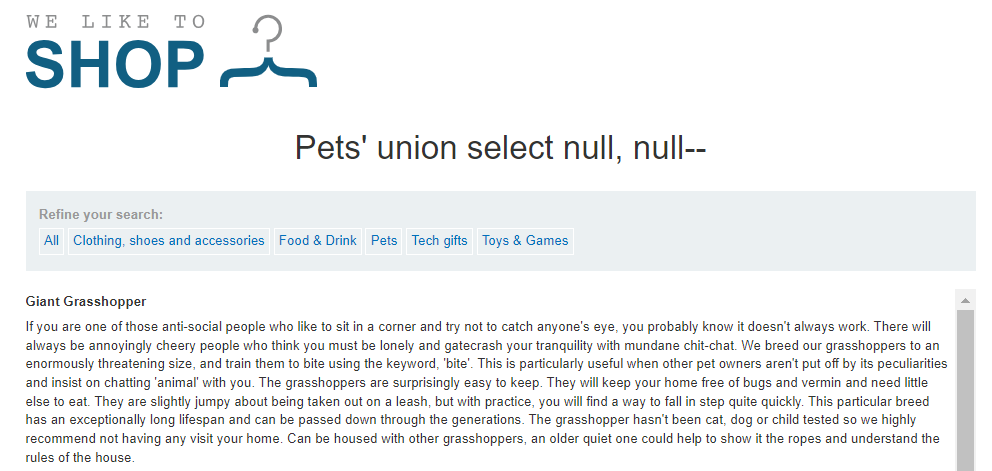 WE LIKE TO
SHOP
Pets' union select null, null--
Refine your search:
All Clothing, shoes and accessories Food & Drink Pets Tech gifts Toys & Games
Giant Grasshopper
If you are one of those anti-social people who like to sit in a corner and try not to catch anyone's eye, you probably know it doesn't always work. There will
always be annoyingly cheery people who think you must be lonely and gatecrash your tranquility with mundane chit-chat. We breed our grasshoppers to an
enormously threatening size, and train them to bite using the keyword, 'bite'. This is particularly useful when other pet owners aren't put off by its peculiarities
and insist on chatting 'animal' with you. The grasshoppers are surprisingly easy to keep. They will keep your home free of bugs and vermin and need little
else to eat. They are slightly jumpy about being taken out on a leash, but with practice, you will find a way to fall in step quite quickly. This particular breed
has an exceptionally long lifespan and can be passed down through the generations. The grasshopper hasn't been cat, dog or child tested so we highly
recommend not having any visit your home. Can be housed with other grasshoppers, an older quiet one could help to show it the ropes and understand the
rules of the house.